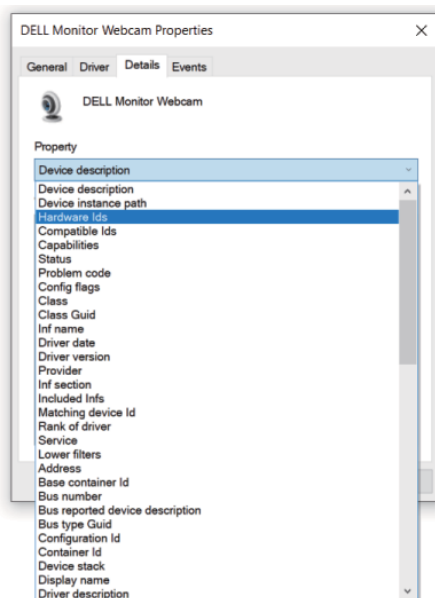 DELL Monitor Webcam Properties
General Driver Details Events
DELL Monitor Webcam
Property
Device description
Device description
Device instance path
Hardware Ids
Compatible Ids
Capabilities
Status
Problem code
Config flags
Class
Class Guid
Inf name
Driver date
Driver version
Provider
Inf section
Included Infs
Matching device Id
Rank of driver
Service
Lower filters
Address
Base container Id
Bus number
Bus reported device description
Bus type Guid
Configuration Id
Container Id
Device stack
Display name
Driver description